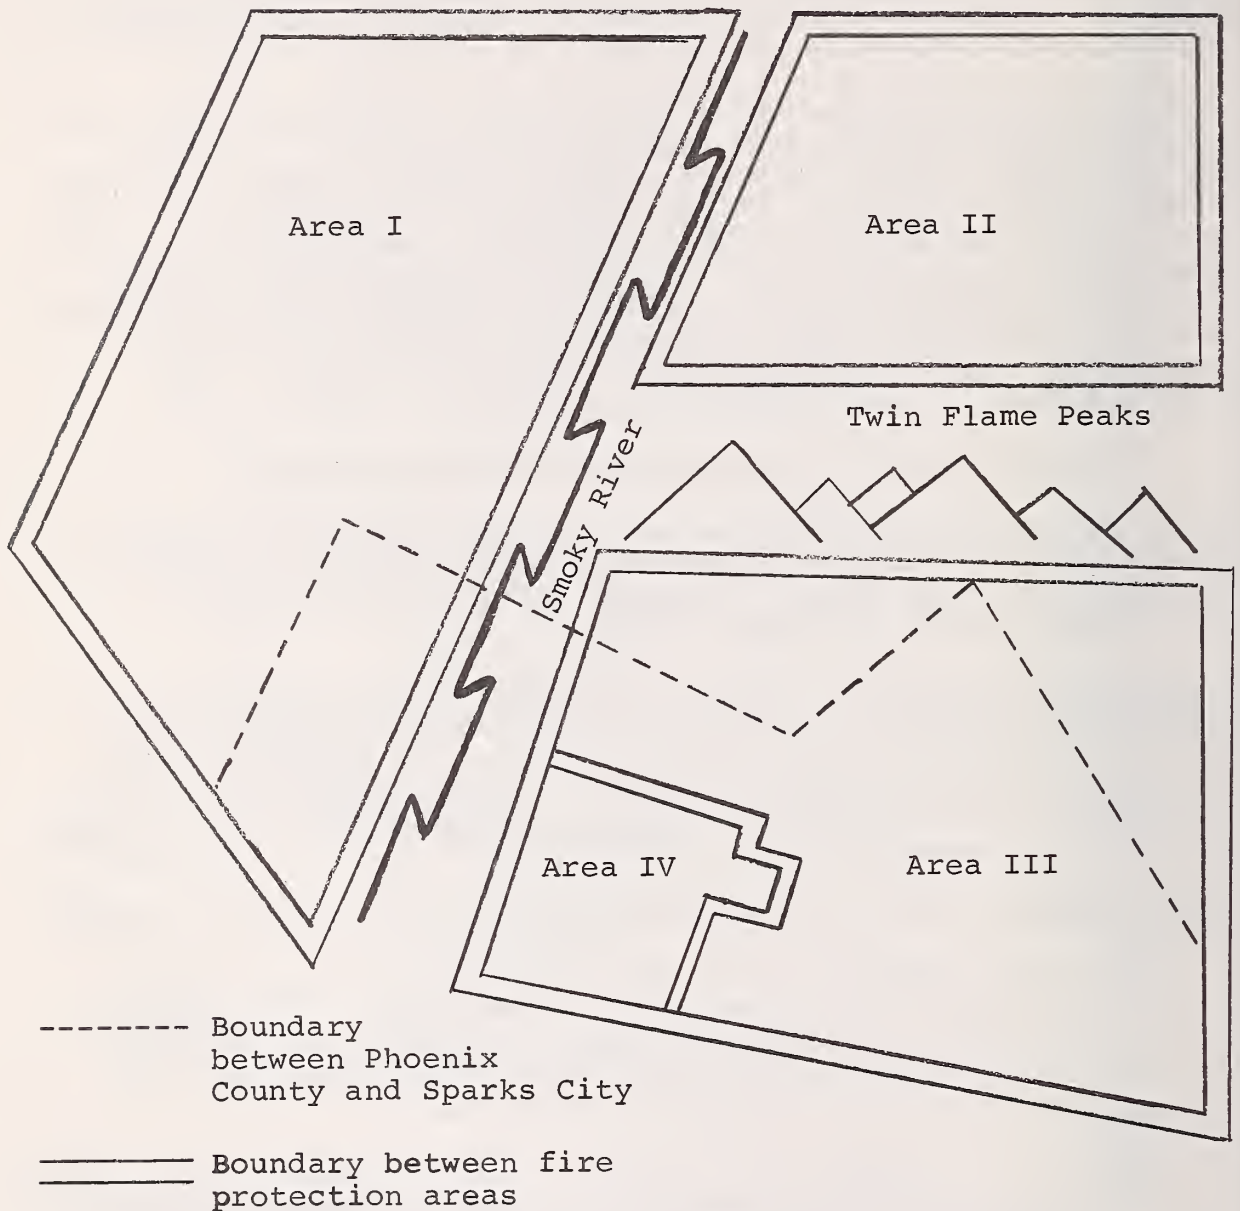 Area I
Area II
Twin Flame Peaks
Smoky River
Area IV
Area III
Boundary
between Phoenix
County and Sparks City
Boundary between fire
protection areas